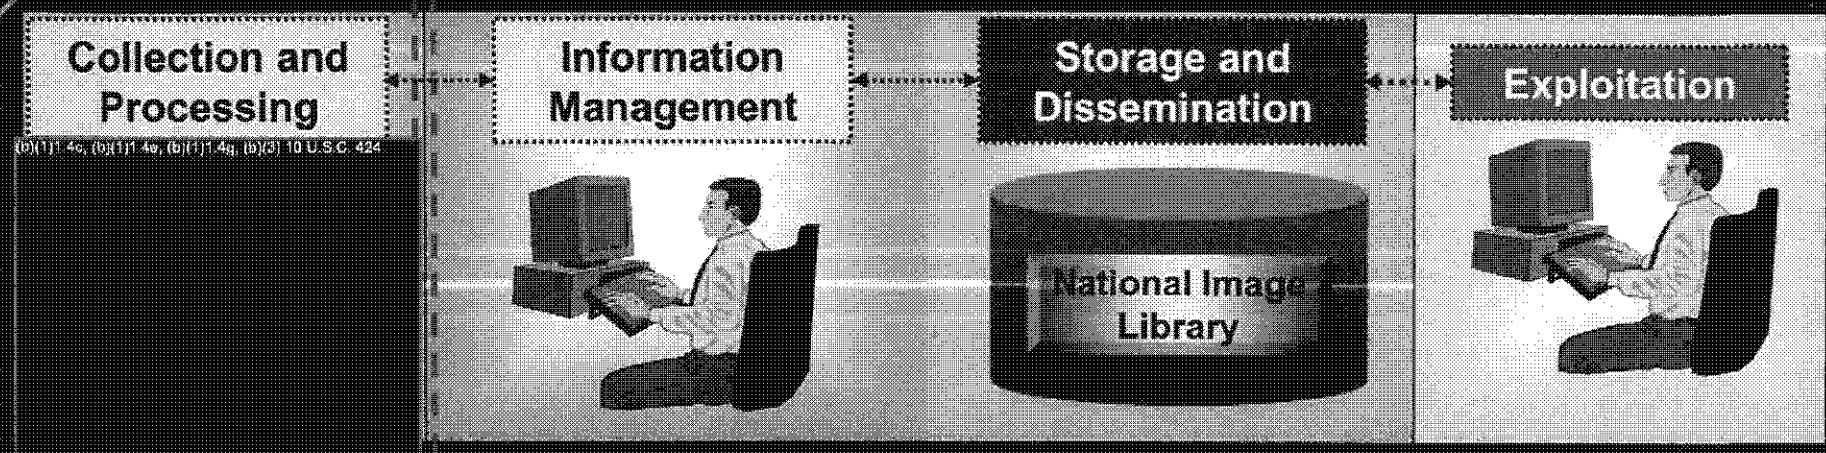 Collection and
Processing
Information
Management
Storage and
Dissemination
Exploitation
(b)(1)1.4c, (b)(1)1.4e, (b)(1)1.4g, (b)(3) 10 U.S.C. 424
National Image
Library